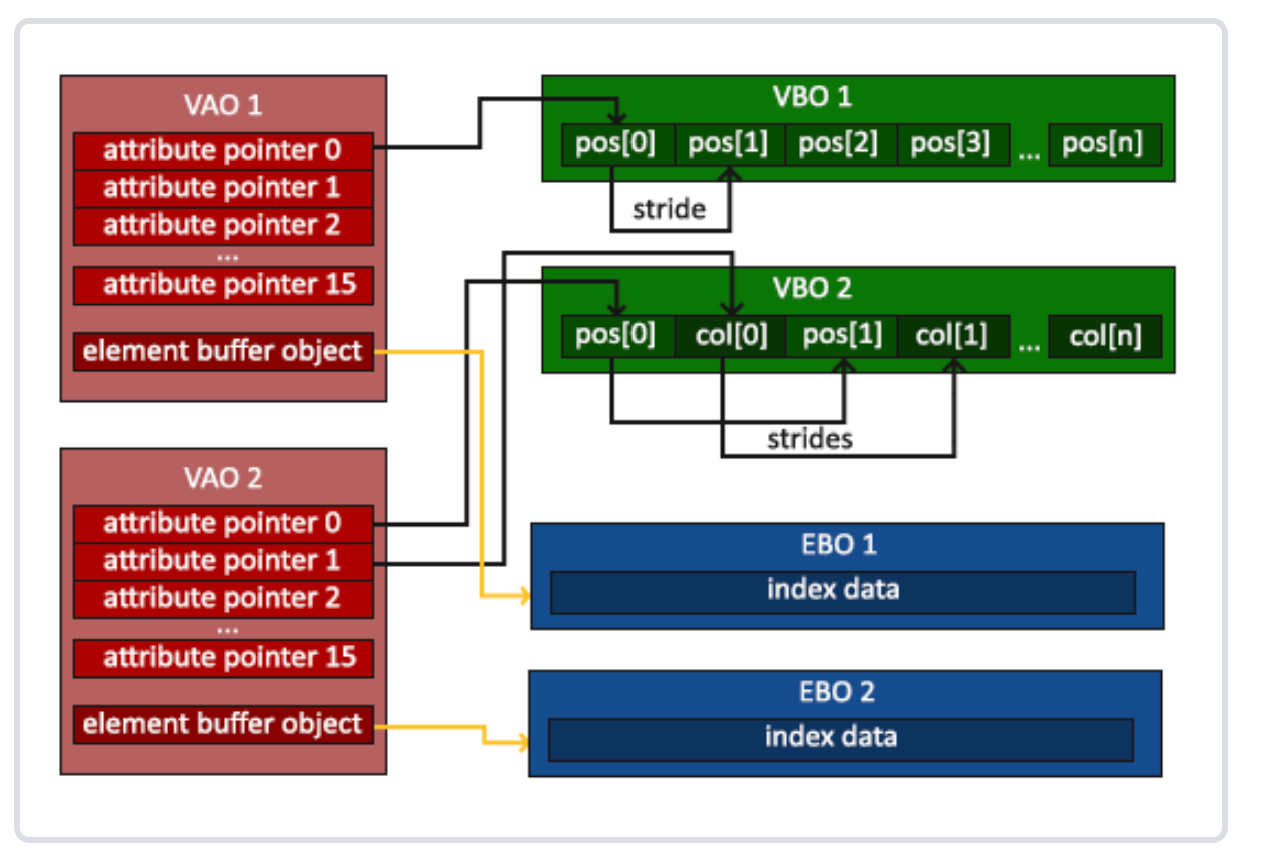 VAO 1
attribute pointer 0
attribute pointer 1
attribute pointer 2
...
attribute pointer 15
element buffer object
VAO 2
attribute pointer 0
attribute pointer 1
attribute pointer 2
...
attribute pointer 15
element buffer object
VBO 1
pos[0] pos[1] pos[2] pos[3] ... pos[n]
stride
VBO 2
pos[0] col[0] pos[1] col[1] ... col[n]
strides
EBO 1
index data
EBO 2
index data